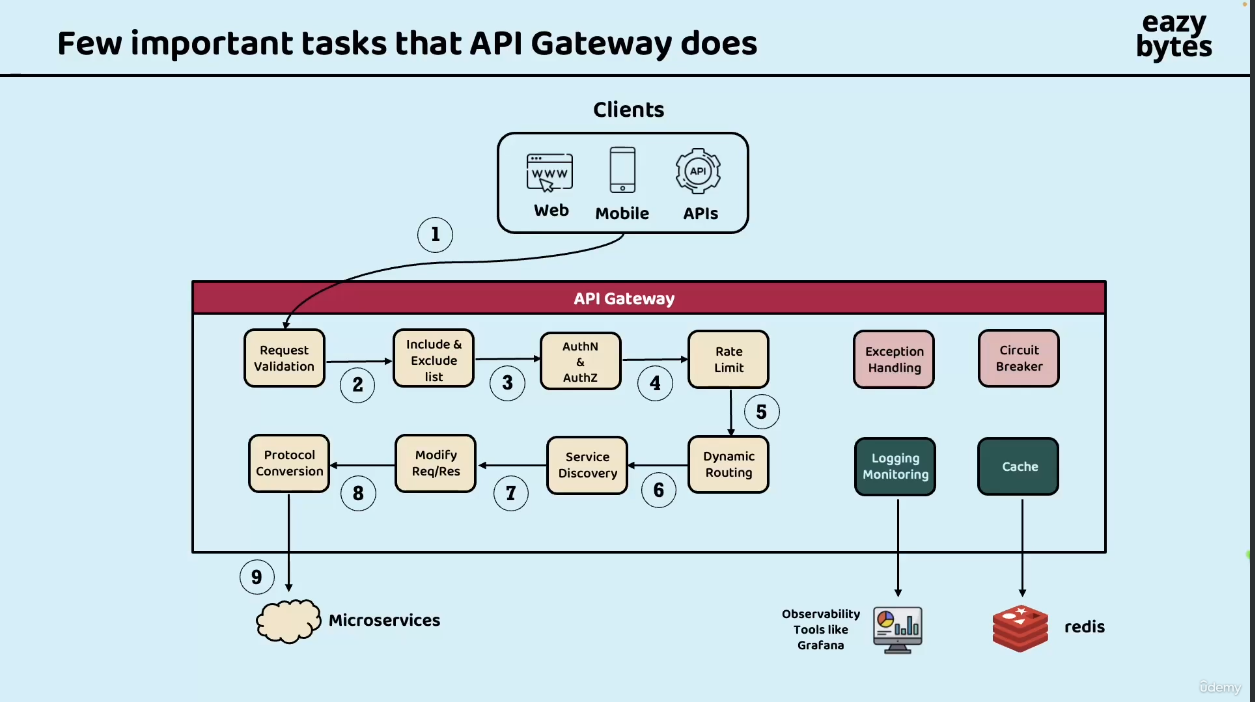 Few important tasks that API Gateway does
eazy
bytes
Clients
WWW
API
Web
Mobile
APIs
1
API Gateway
Request
Validation
2
Include &
Exclude
list
3
AuthN
&
AuthZ
4
Rate
Limit
5
Exception
Handling
Circuit
Breaker
Protocol
Conversion
8
Modify
Req/Res
7
Service
Discovery
6
Dynamic
Routing
Logging
Monitoring
Cache
9
Microservices
Observability
Tools like
Grafana
redis
ûdemy